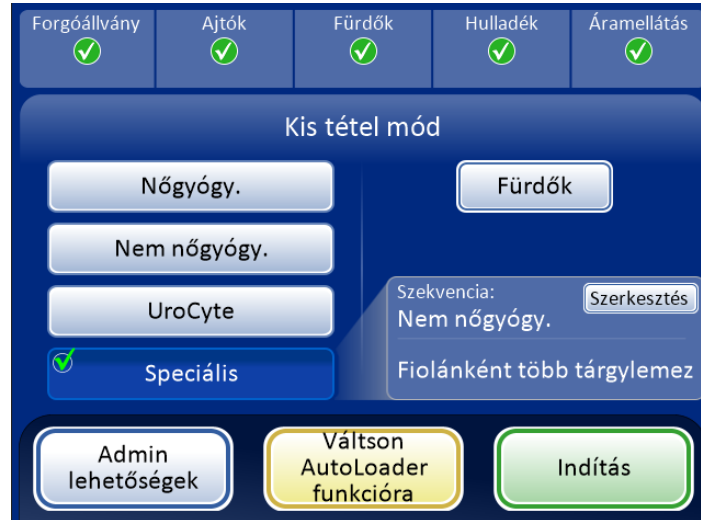 Forgóállvány
Ajtók
Fürdők
Hulladék
Áramellátás
Kis tétel mód
Nőgyógy.
Fürdők
Nem nőgyógy.
UroCyte
Szekvencia:
Szerkesztés
Nem nőgyógy.
Speciális
Fiolánként több tárgylemez
Admin
lehetőségek
Váltson
AutoLoader
funkcióra
Indítás